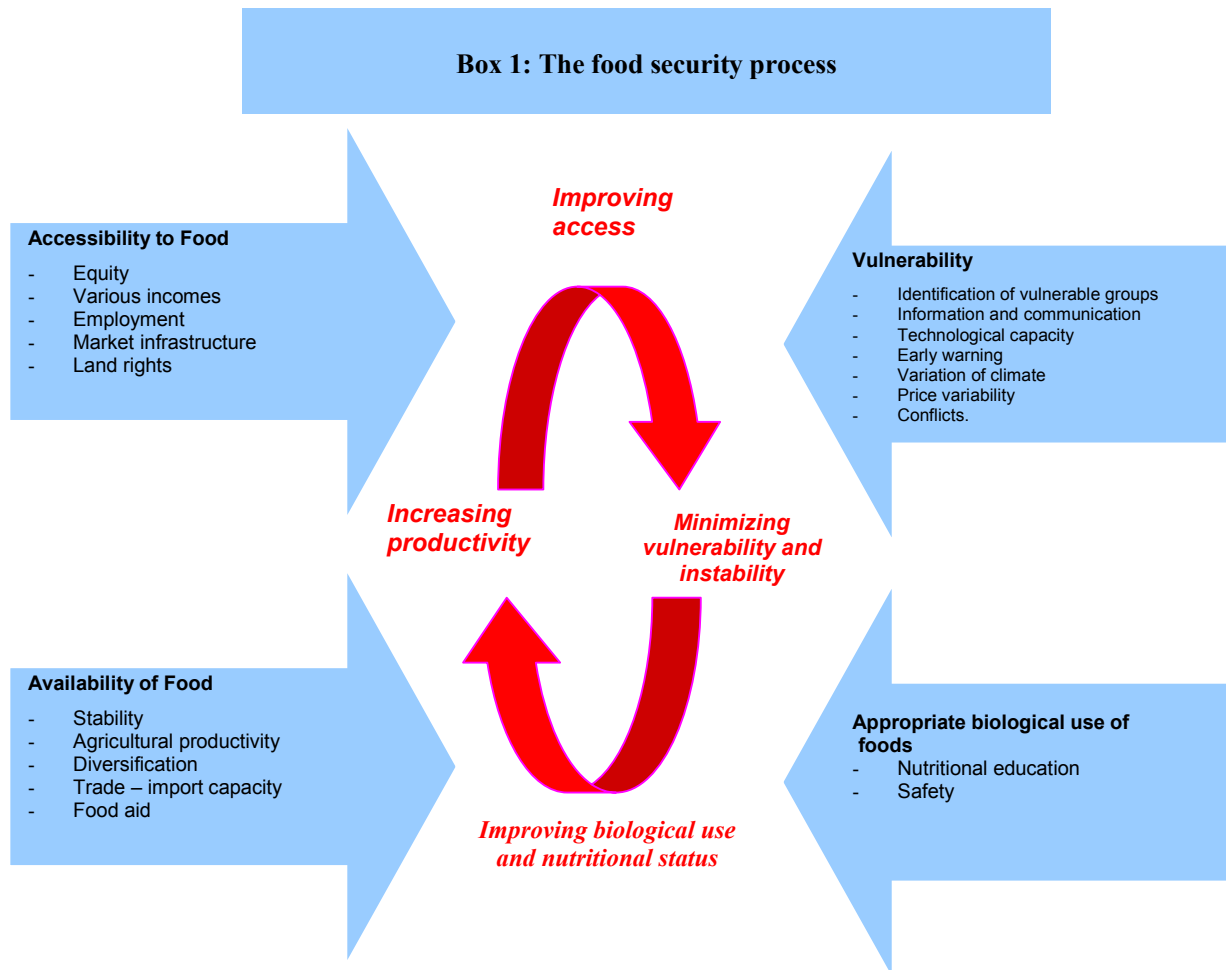 Box 1: The food security process
Improving
access
Accessibility to Food
- Equity
- Various incomes
- Employment
- Market infrastructure
- Land rights
Vulnerability
- Identification of vulnerable groups
- Information and communication
- Technological capacity
- Early warning
- Variation of climate
- Price variability
- Conflicts.
Increasing
productivity
Minimizing
vulnerability and
instability
Availability of Food
- Stability
- Agricultural productivity
- Diversification
- Trade – import capacity
- Food aid
Appropriate biological use of
foods
- Nutritional education
- Safety
Improving biological use
and nutritional status